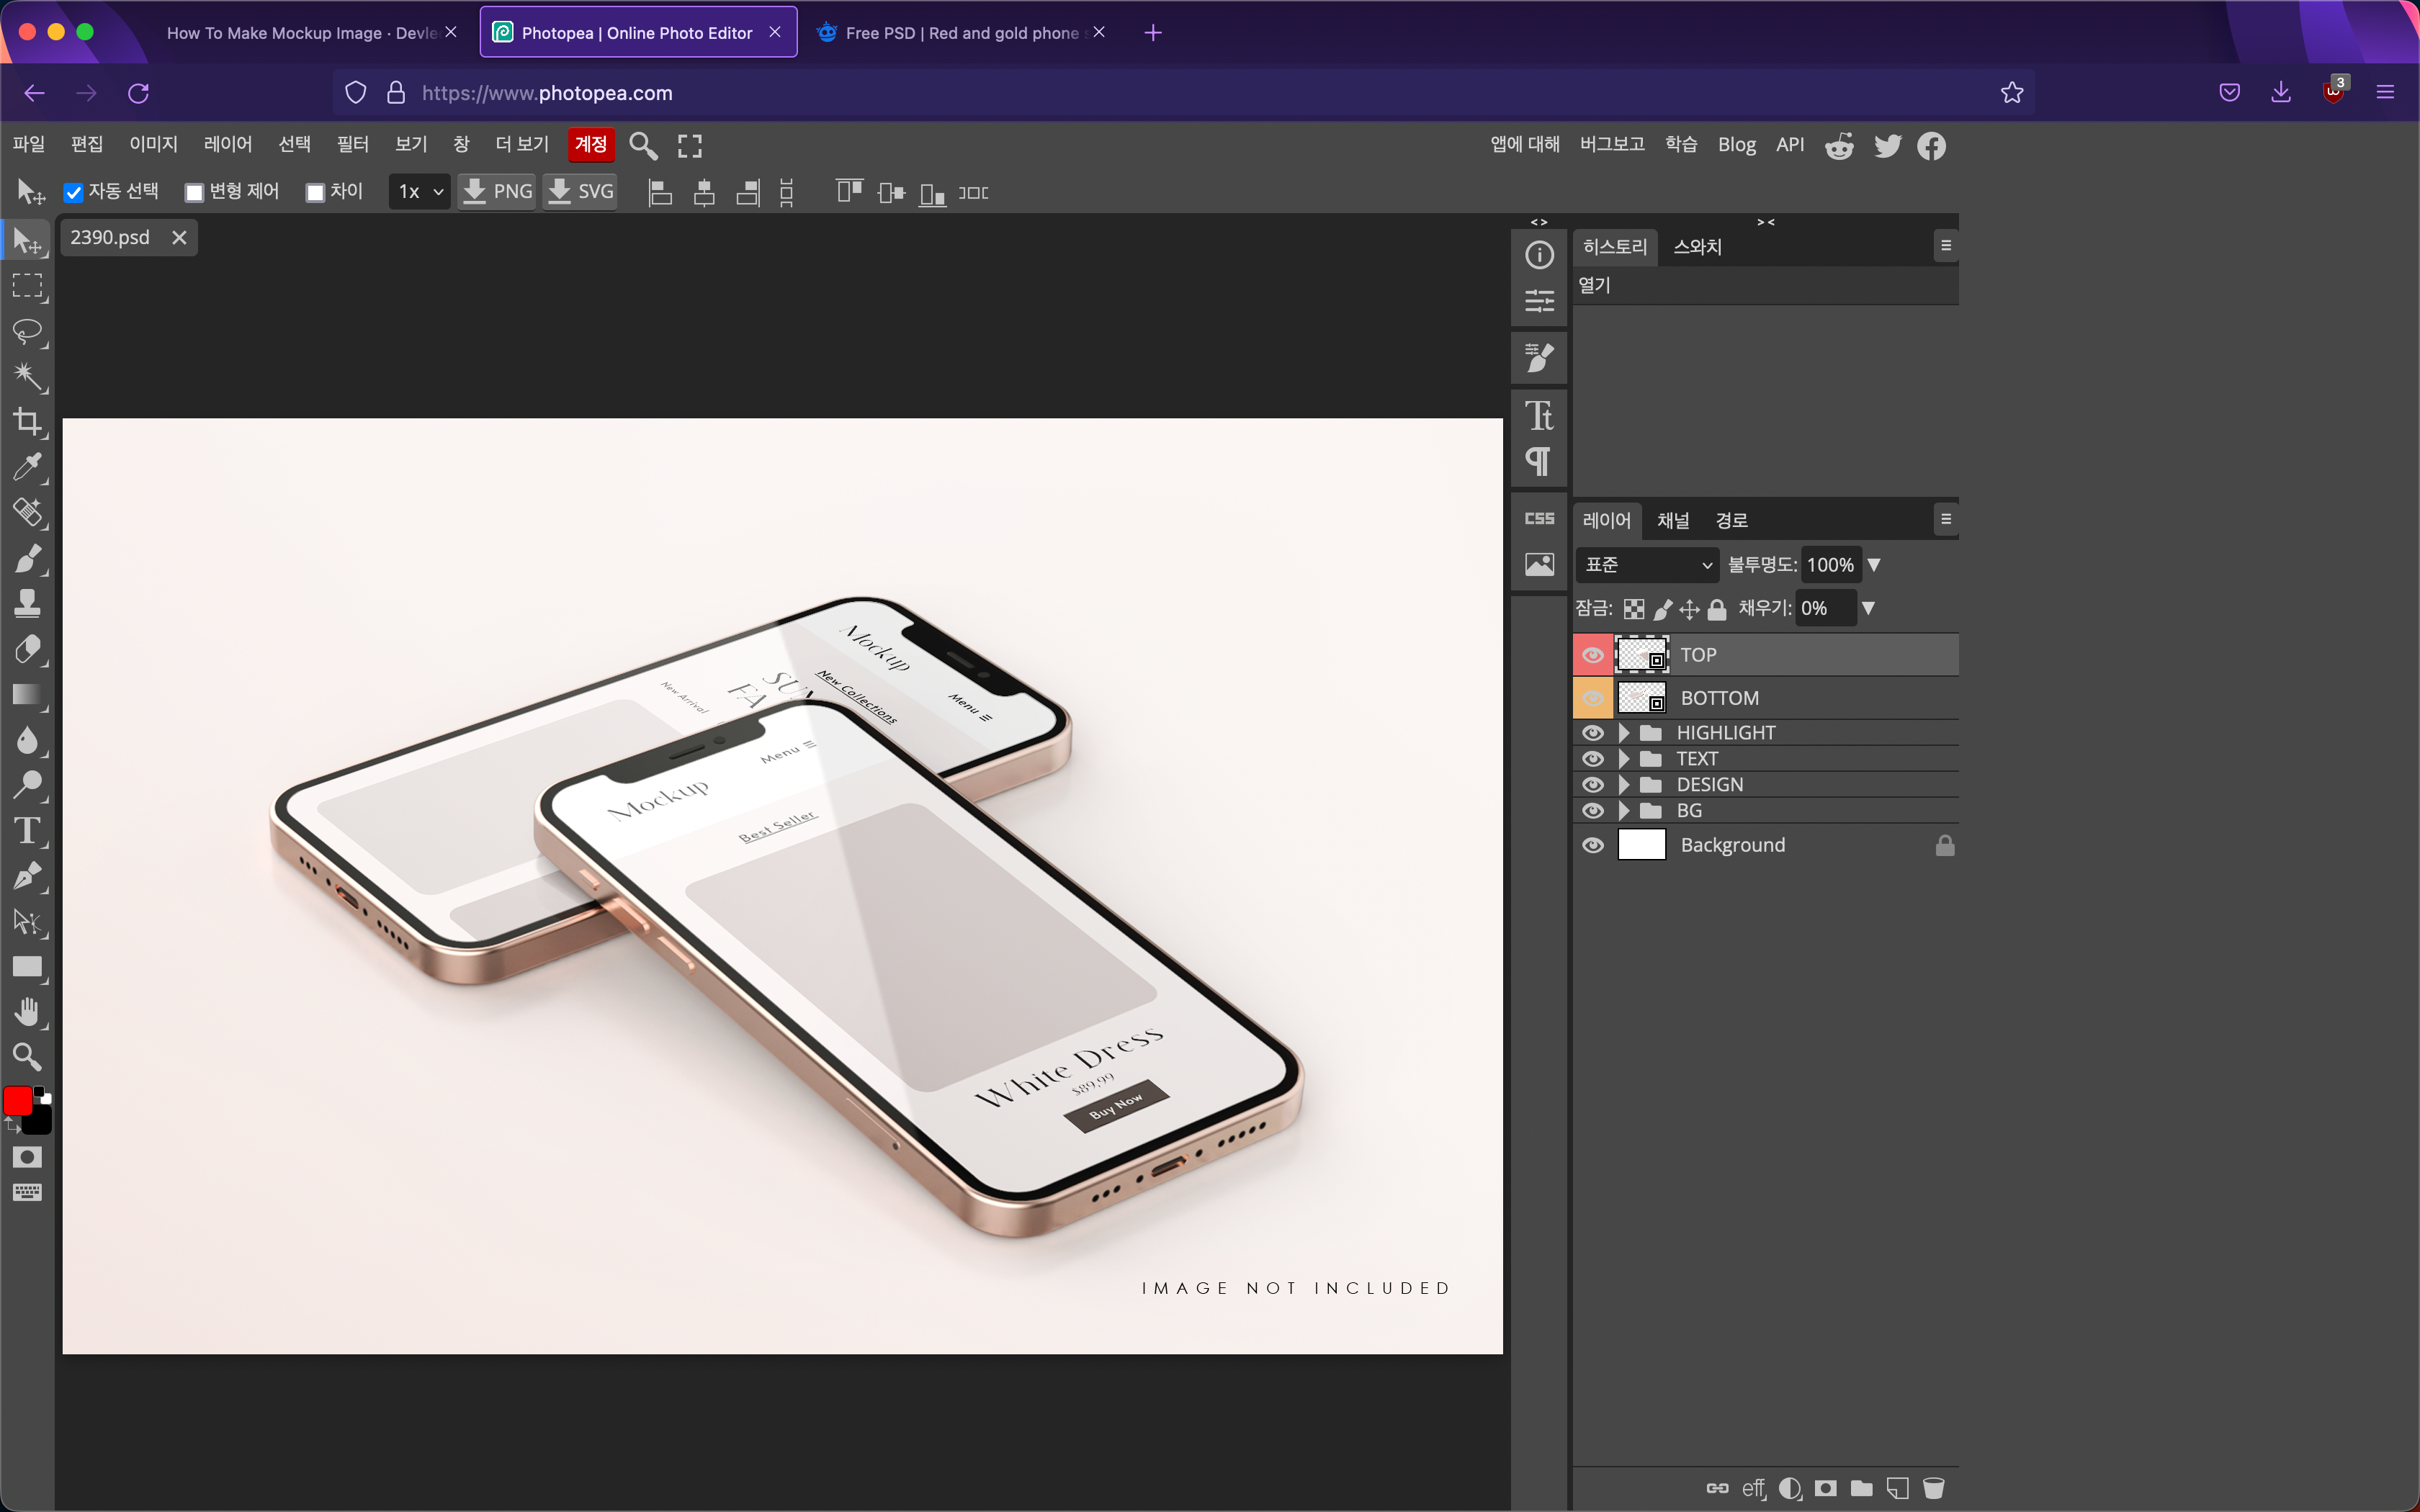 How To Make Mockup Image · Devle
Photopea | Online Photo Editor
Free PSD | Red and gold phone s
https://www.photopea.com
3
파일 편집 이미지 레이어 선택 필터 보기 창 더 보기 계정
앱에 대해 버그보고 학습 Blog API
자동 선택 변형 제어 차이 1x PNG SVG
2390.psd
히스토리 스와치
열기
CSS
레이어 채널 경로
표준 불투명도: 100%
잠금: 채우기: 0%
TOP
BOTTOM
HIGHLIGHT
TEXT
DESIGN
BG
Background
eff
Mockup
New Collections
Menu
New Arrival
SUN
FA
Mockup
Menu
Best Seller
White Dress
$89.99
Buy Now
IMAGE NOT INCLUDED